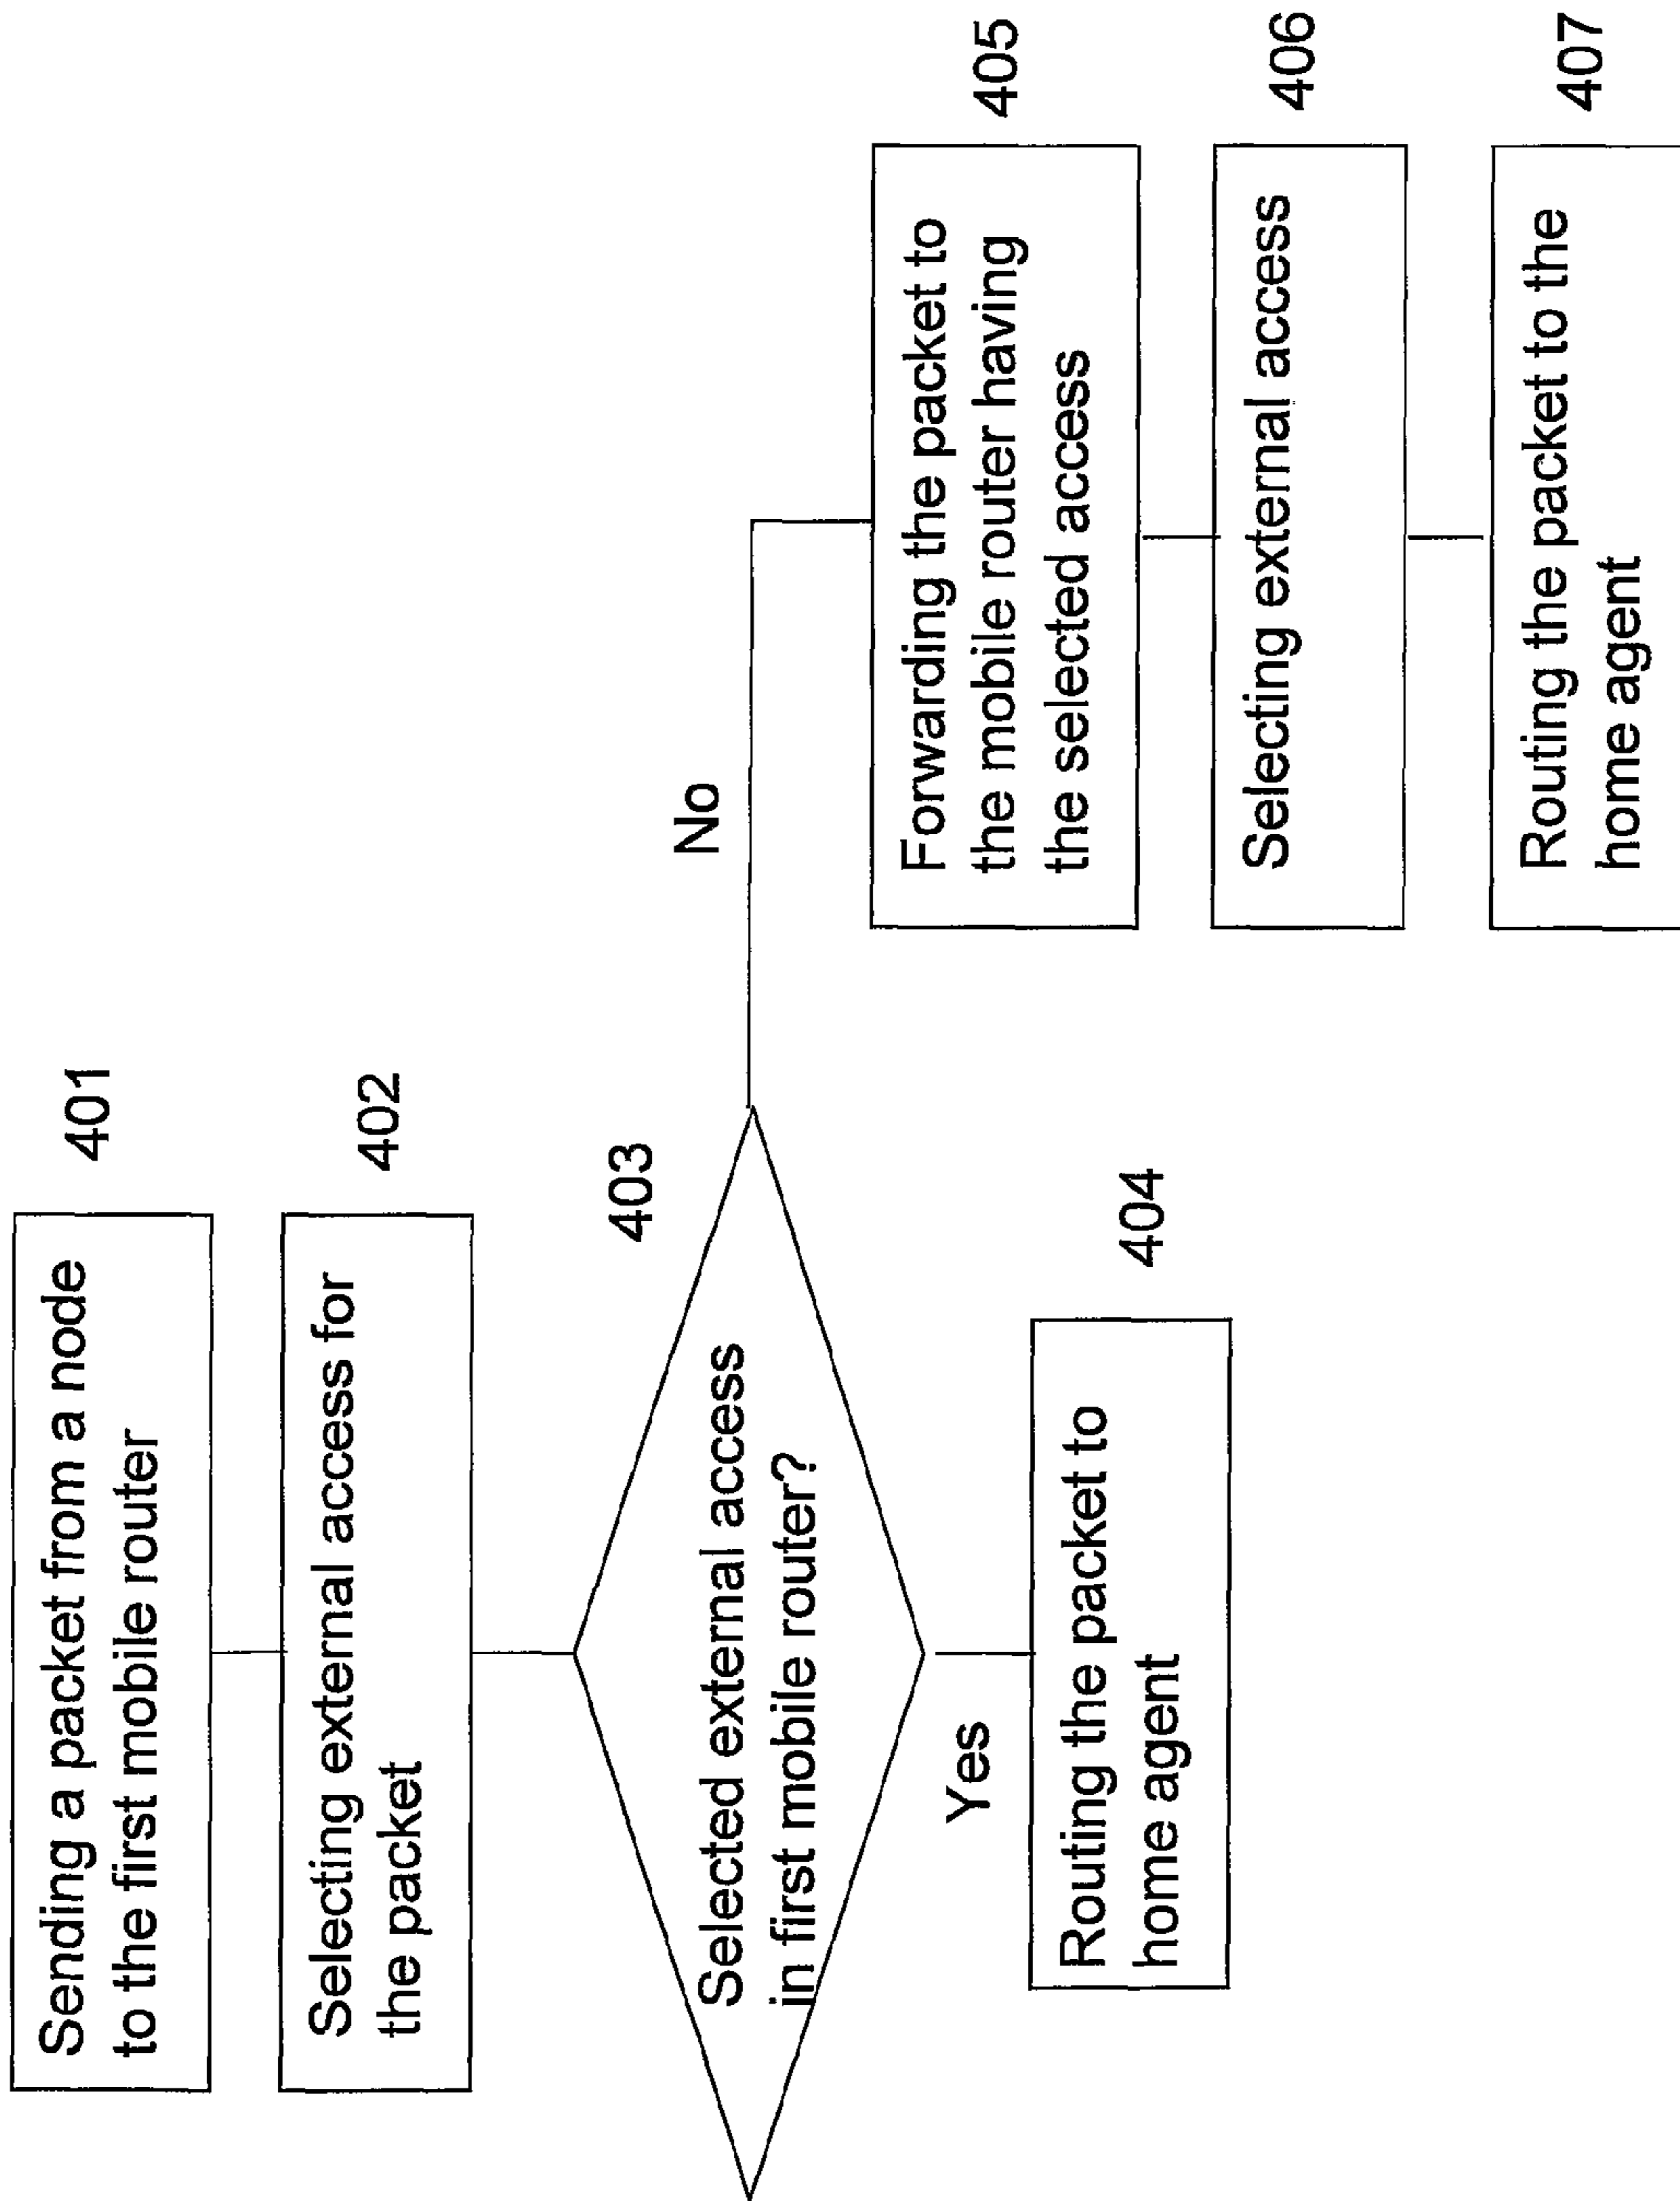 Sending a packet from a node
to the first mobile router
401
Selecting external access for
the packet
402
403
Selected external access
in first mobile router?
Yes
404
Routing the packet to
home agent
No
405
Forwarding the packet to
the mobile router having
the selected access
406
Selecting external access
407
Routing the packet to the
home agent